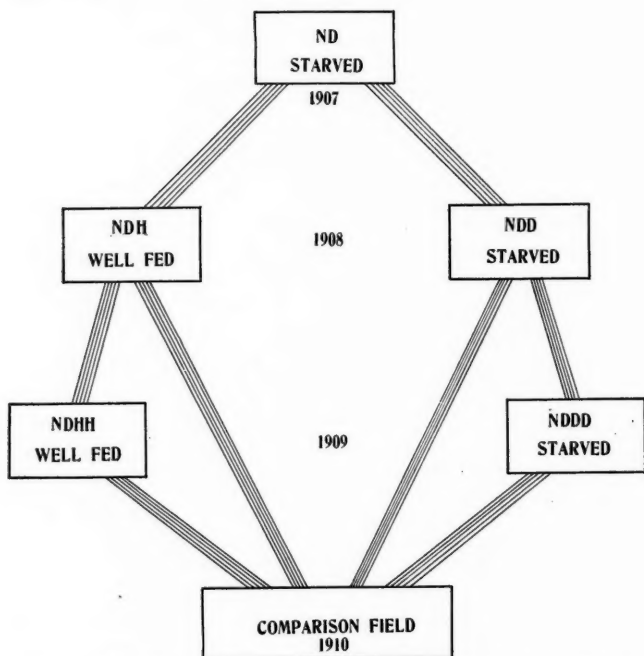 ND
STARVED
1907
NDH
WELL FED
1908
NDD
STARVED
NDHH
WELL FED
1909
NDDD
STARVED
COMPARISON FIELD
1910